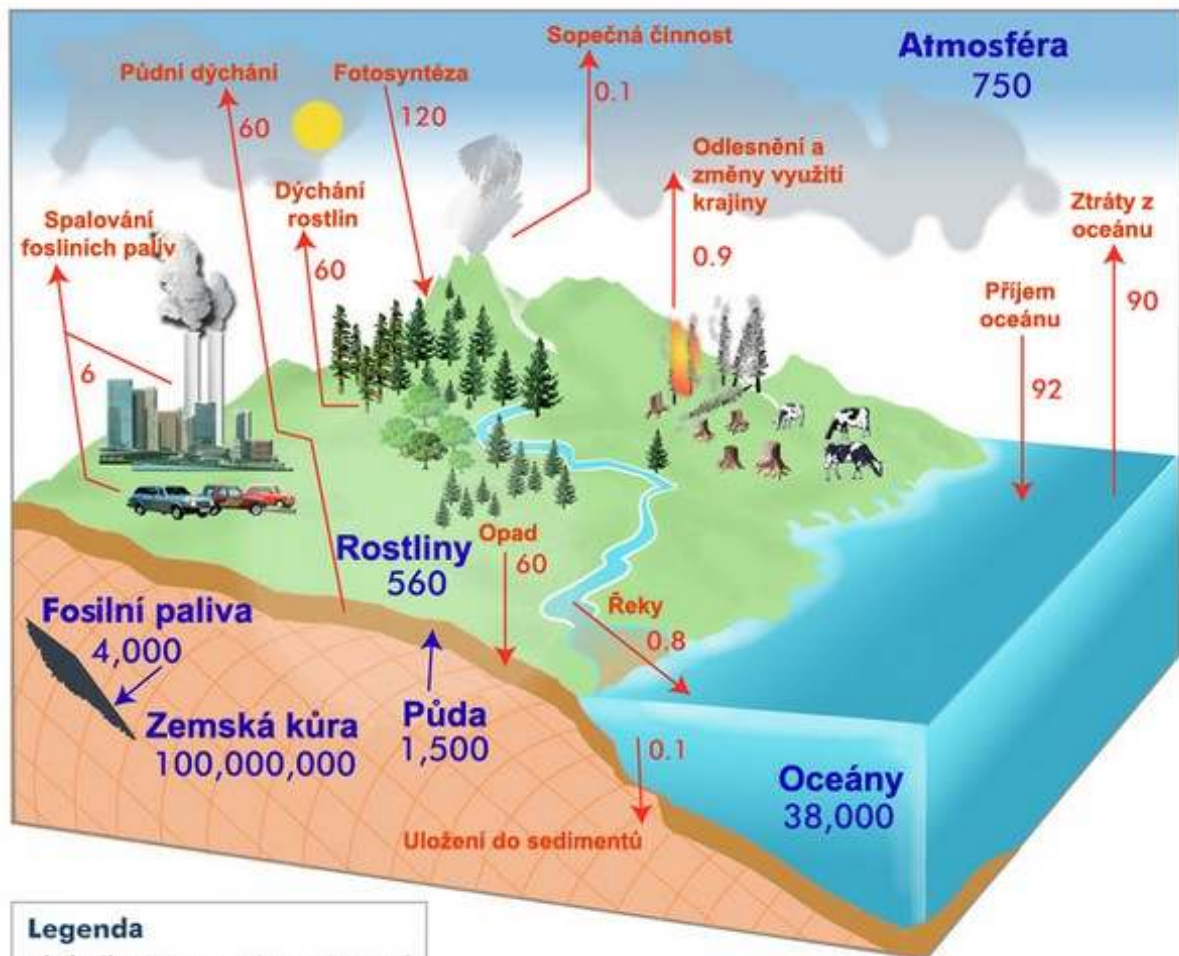 Sopečná činnost
0.1
Atmosféra
750
Půdní dýchání
60
Fotosyntéza
120
Odlesnění a
změny využití
krajiny
0.9
Dýchání
rostlin
60
Spalování
fosliních paliv
6
Ztráty z
oceánu
90
Příjem
oceánu
92
Rostliny
560
Opad
60
Řeky
0.8
Fosilní paliva
4,000
Zemská kůra
100,000,000
Půda
1,500
0.1
Uložení do sedimentů
Oceány
38,000
Legenda